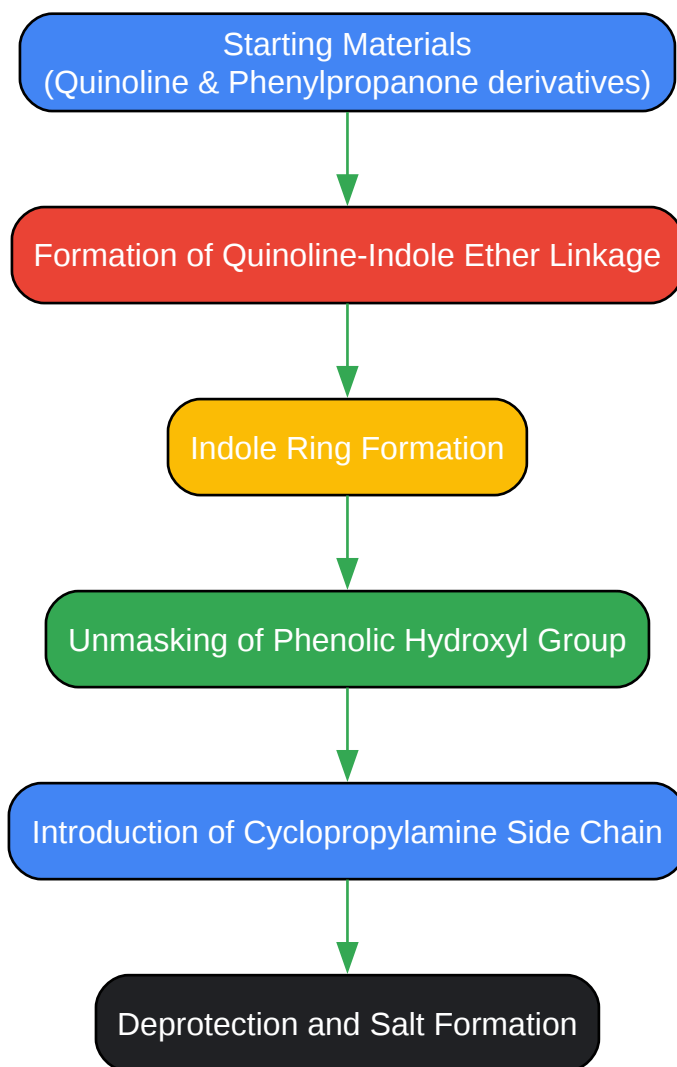 Starting Materials
(Quinoline & Phenylpropanone derivatives)
Formation of Quinoline-Indole Ether Linkage
Indole Ring Formation
Unmasking of Phenolic Hydroxyl Group
Introduction of Cyclopropylamine Side Chain
Deprotection and Salt Formation